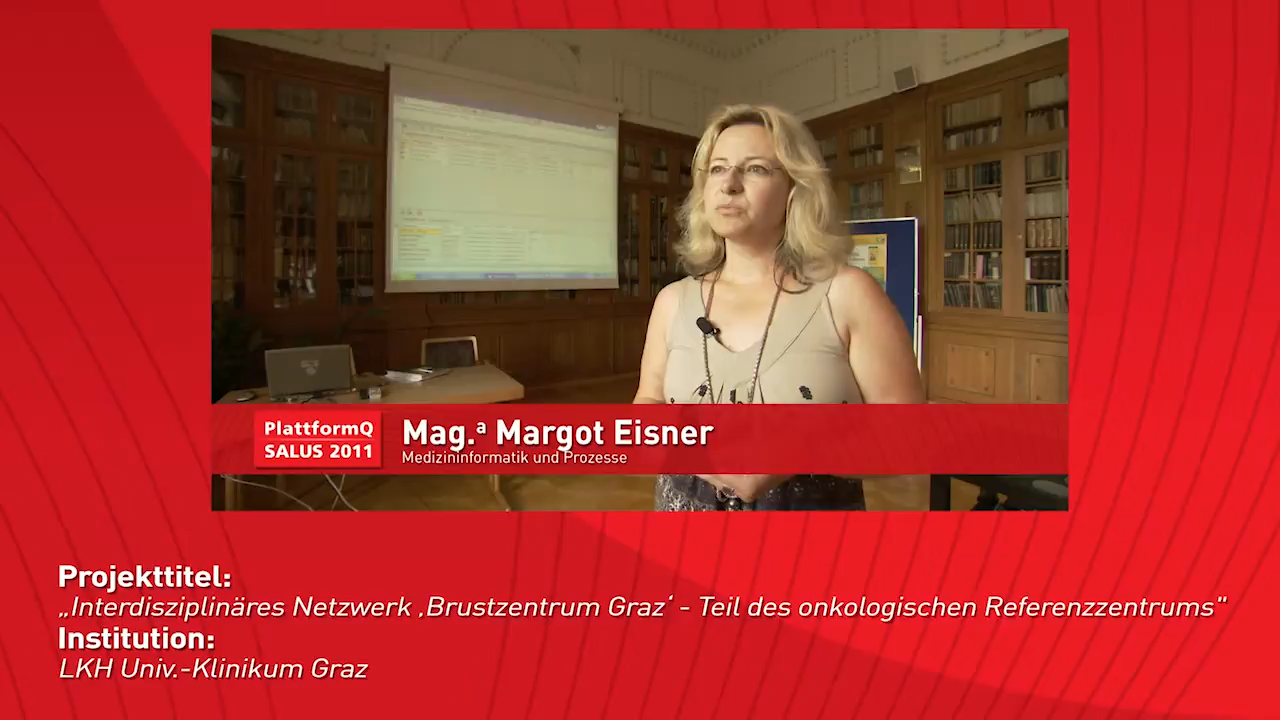 PlattformQ
SALUS 2011
Mag.ª Margot Eisner
Medizininformatik und Prozesse
Projekttitel:
„Interdisziplinäres Netzwerk ‚Brustzentrum Graz‘ - Teil des onkologischen Referenzzentrums"
Institution:
LKH Univ.-Klinikum Graz